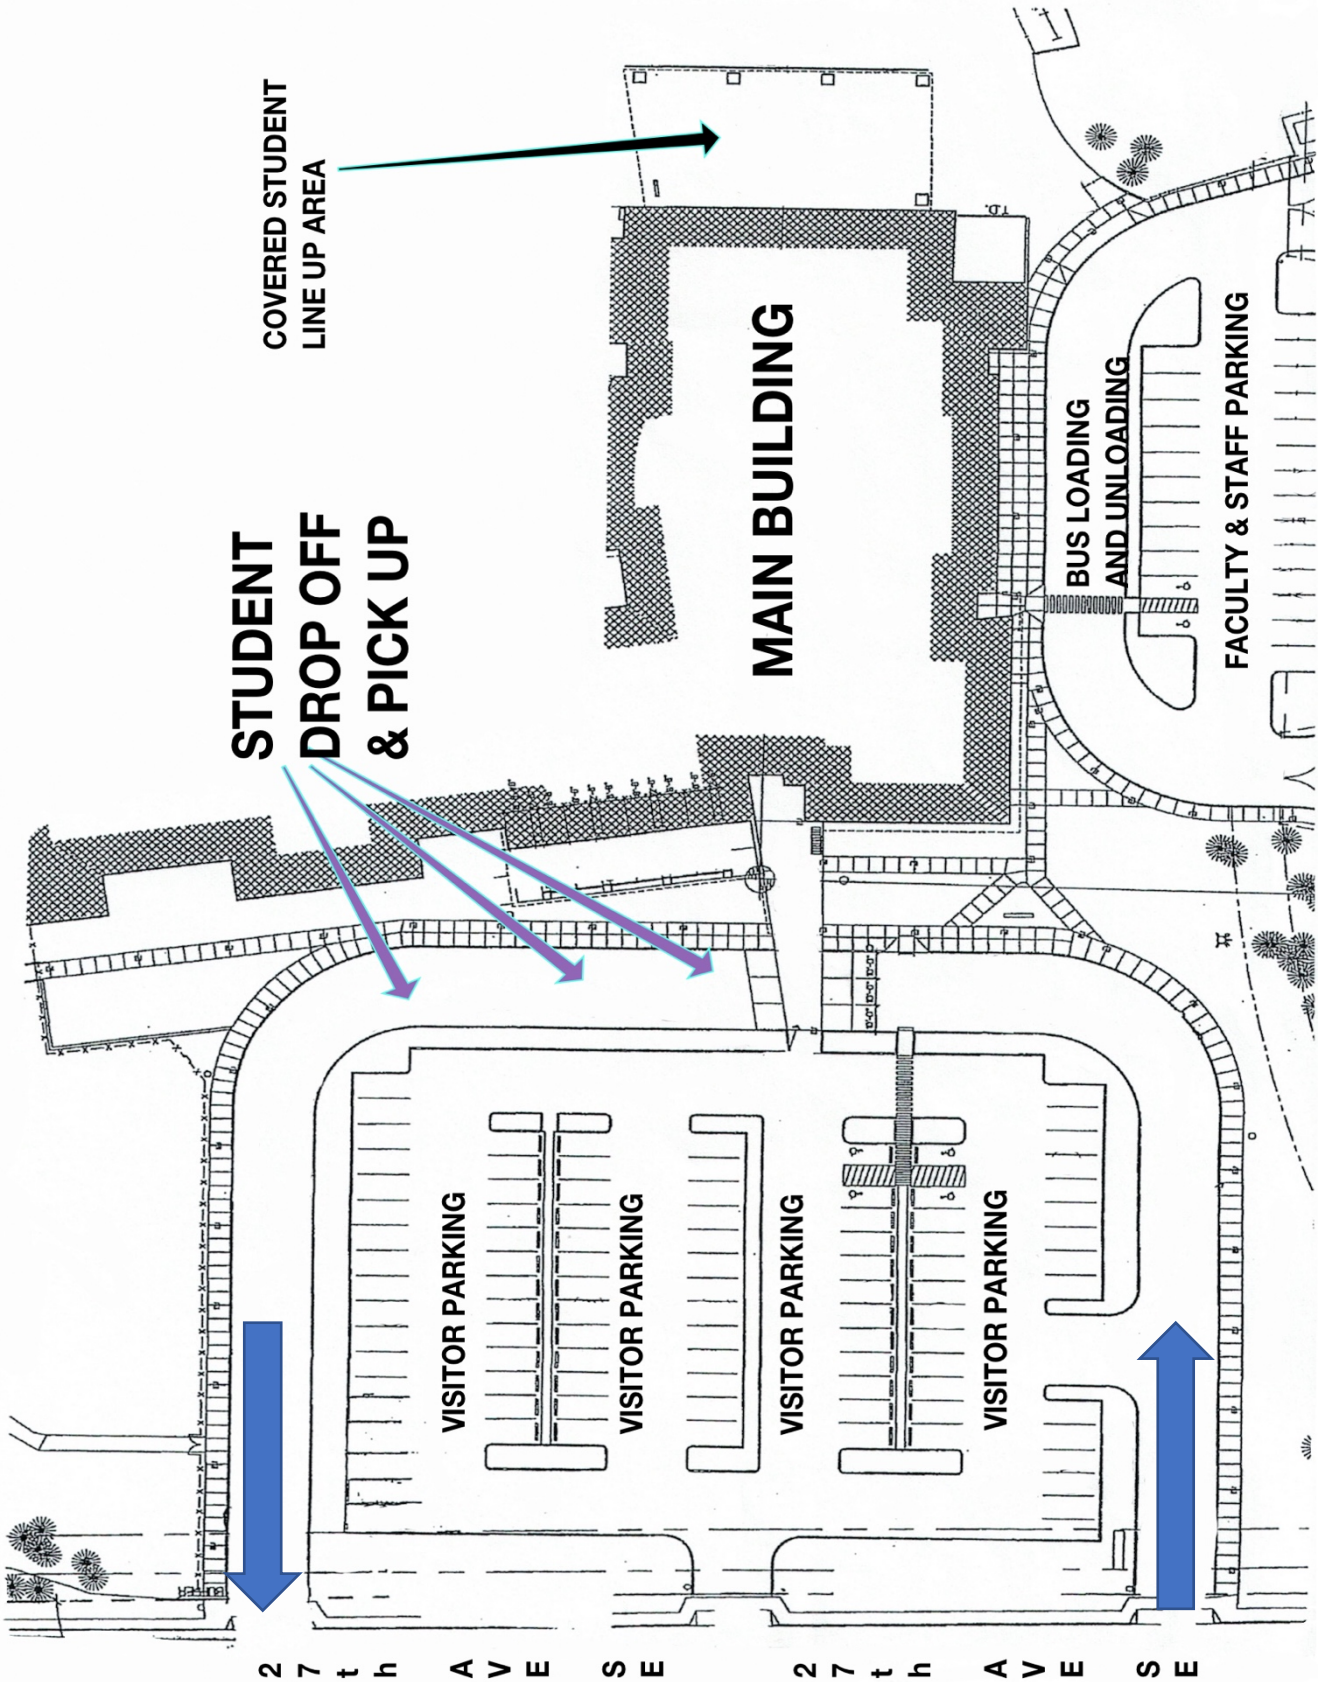 COVERED STUDENT
LINE UP AREA
T.D.
STUDENT
DROP OFF
& PICK UP
MAIN BUILDING
BUS LOADING
AND UNLOADING
FACULTY & STAFF PARKING
VISITOR PARKING
VISITOR PARKING
VISITOR PARKING
VISITOR PARKING
27th AVE SE
27th AVE SE